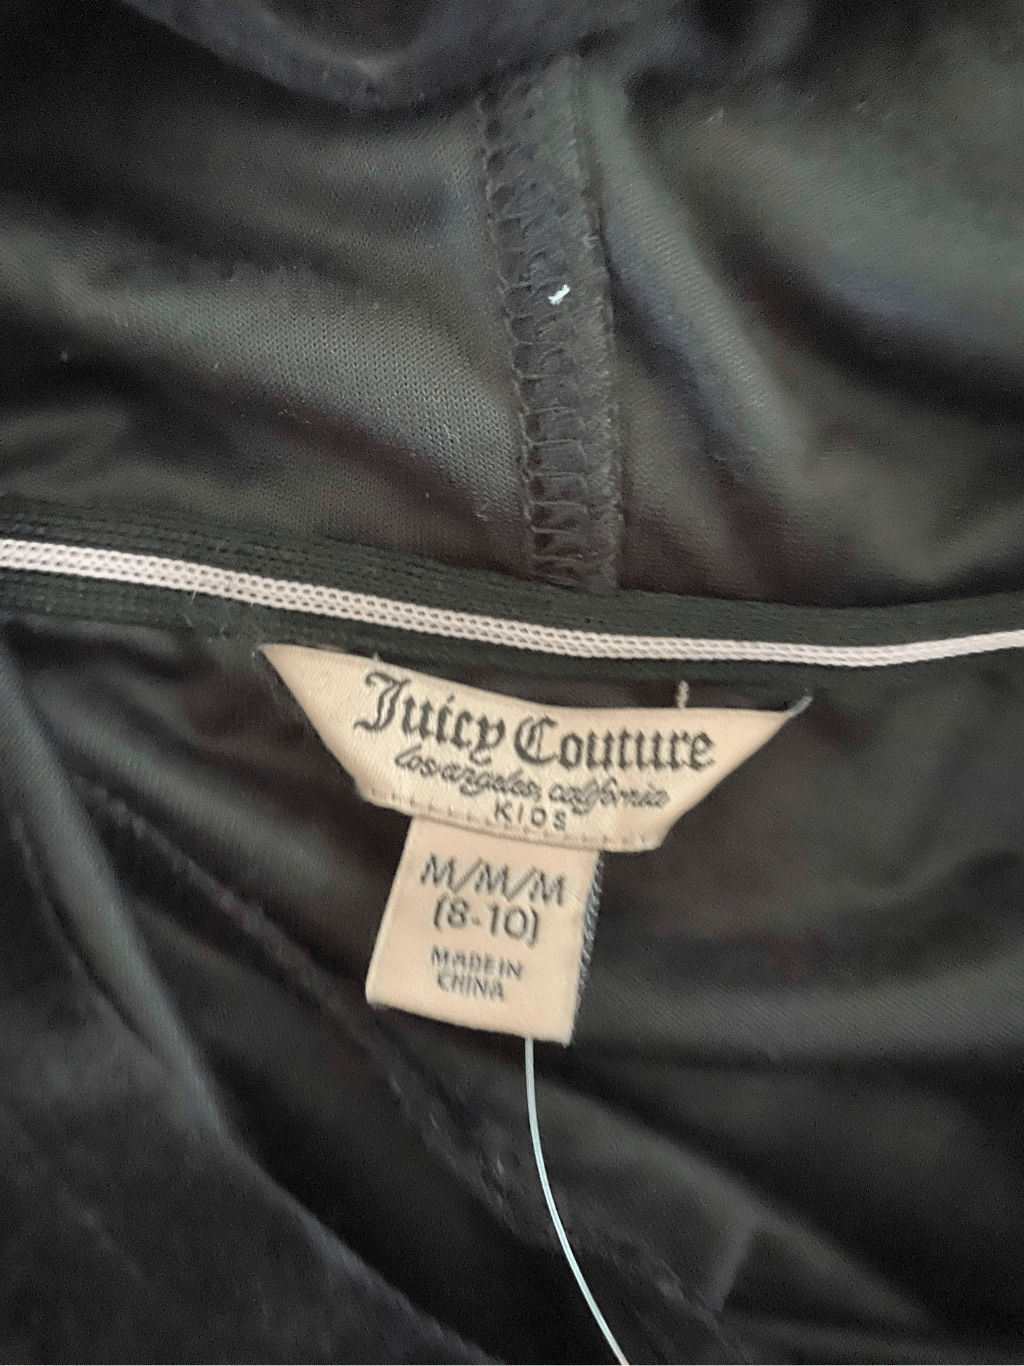 Juicy Couture
los angeles, california
KIDS
M/M/M
(8-10)
MADE IN
CHINA